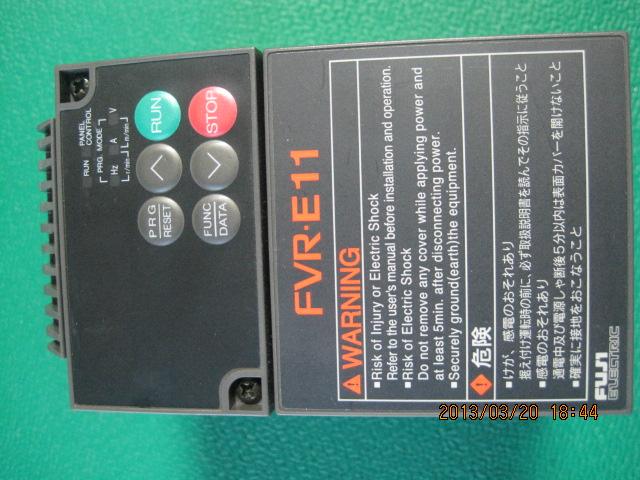 RUN
PANEL CONTROL
PRG. MODE
Hz A V
r/min m/min
RUN
STOP
PRG
RESET
FUNC
DATA
FVR·E11
WARNING
▪Risk of Injury or Electric Shock
Refer to the user's manual before installation and operation.
▪Risk of Electric Shock
Do not remove any cover while applying power and
at least 5min. after disconnecting power.
▪Securely ground(earth)the equipment.
危険
▪けが、感電のおそれあり
据え付け運転時の前に、必ず取扱説明書を読んでその指示に従うこと
▪感電のおそれあり
通電中及び電源しゃ断後5分以内は表面カバーを開けないこと
▪確実に接地をおこなうこと
FUJI
ELECTRIC
2013/03/20 18:44